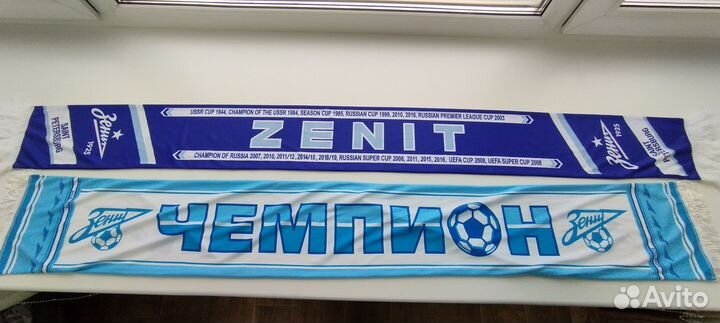 USSR CUP 1944, CHAMPION OF THE USSR 1984, SEASON CUP 1985, RUSSIAN CUP 1999, 2010, 2016, RUSSIAN PREMIER LEAGUE CUP 2003
SAINT PETERSBURG
Зенит
1925
ZENIT
Зенит
1925
SAINT PETERSBURG
CHAMPION OF RUSSIA 2007, 2010, 2011/12, 2014/15, 2018/19, RUSSIAN SUPER CUP 2008, 2011, 2015, 2016, UEFA CUP 2008, UEFA SUPER CUP 2008
Зенит
ЧЕМПИОН
Зенит
Avito